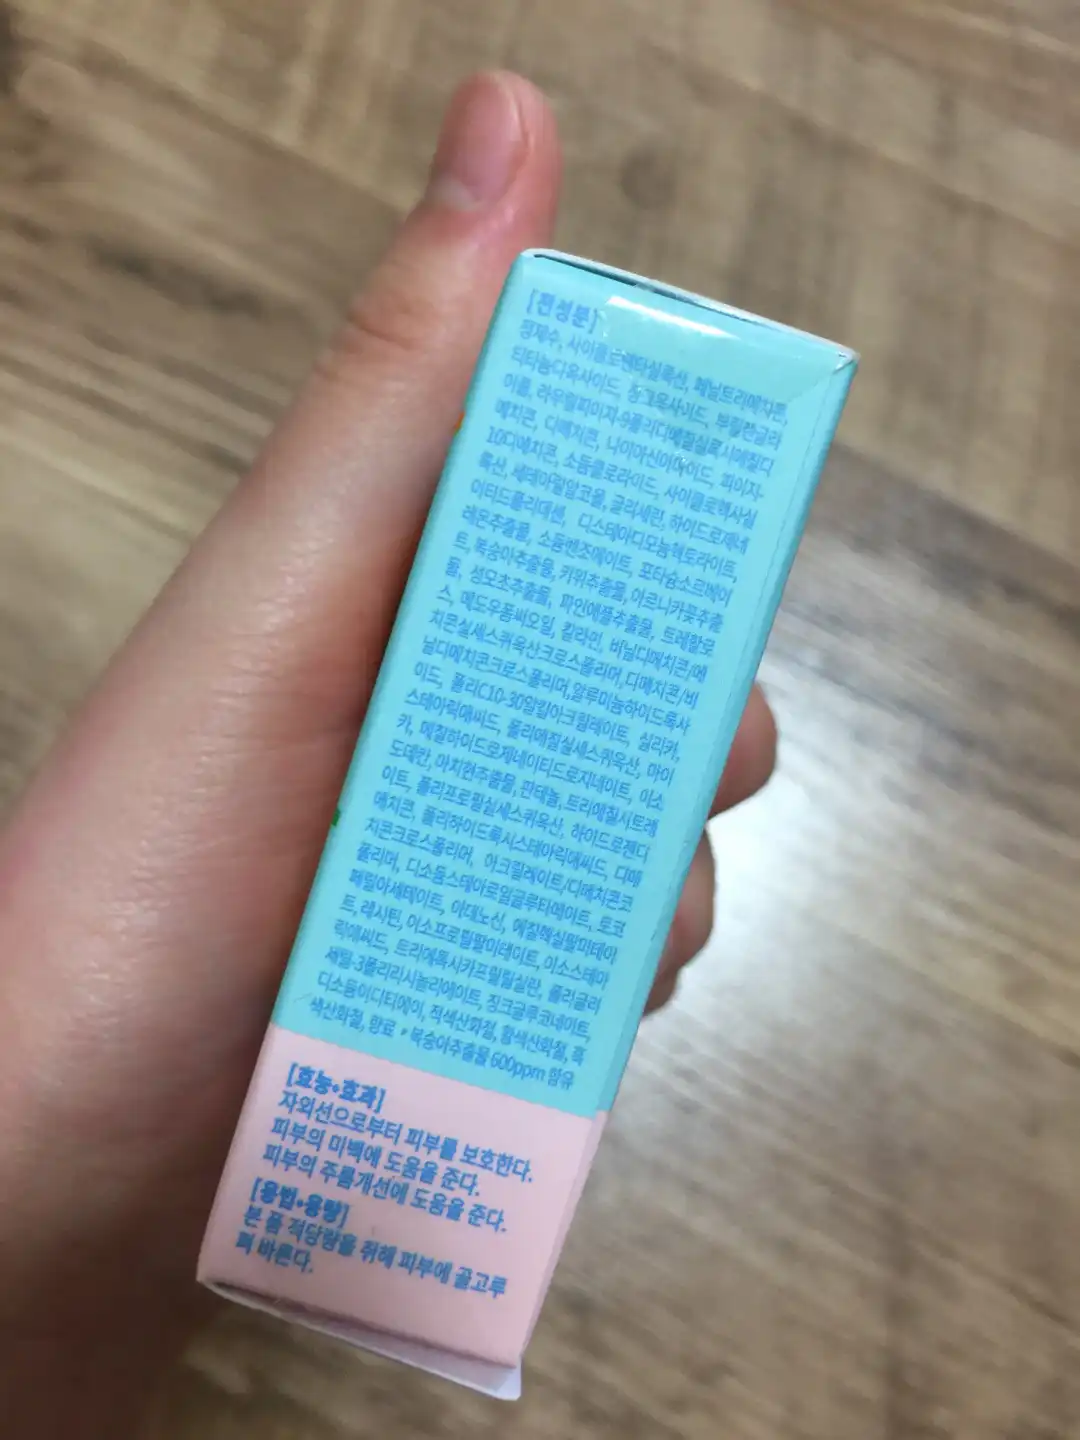 [전성분]
정제수, 사이클로펜타실록산, 페닐트리메치콘,
티타늄디옥사이드, 징크옥사이드, 부틸렌글라
이콜, 라우릴피이지-9폴리디메칠실록시에칠디
메치콘, 디메치콘, 나이아신아마이드, 피이지-
10디메치콘, 소듐클로라이드, 사이클로헥사실
록산, 세테아릴알코올, 글리세린, 하이드로제네
이티드폴리데센, 디스테아디모늄헥토라이트,
레몬추출물, 소듐벤조에이트, 포타슘소르베이
트, 복숭아추출물, 키위추출물, 아르니카꽃추출
물, 성모초추출물, 파인애플추출물, 트레할로
스, 메도우폼씨오일, 칼라민, 비닐디메치콘/메
치콘실세스퀴옥산크로스폴리머, 디메치콘/비
닐디메치콘크로스폴리머, 알루미늄하이드록사
이드, 폴리C10-30알킬아크릴레이트, 실리카,
스테아릭애씨드, 폴리메칠실세스퀴옥산, 마이
카, 메칠하이드로제네이티드로지네이트, 이소
도데칸, 마치현추출물, 판테놀, 트리에칠시트레
이트, 폴리프로필실세스퀴옥산, 하이드로젠디
메치콘, 폴리하이드록시스테아릭애씨드, 디메
치콘크로스폴리머, 아크릴레이트/디메치콘코
폴리머, 디소듐스테아로일글루타메이트, 토코
페릴아세테이트, 아데노신, 에칠헥실팔미테이
트, 레시틴, 이소프로필팔미테이트, 이소스테아
릭애씨드, 트리에톡시카프릴릴실란, 폴리글리
세릴-3폴리리시놀리에이트, 징크글루코네이트,
디소듐이디티에이, 적색산화철, 황색산화철, 흑
색산화철, 향료 * 복숭아추출물 600ppm 함유
[효능•효과]
자외선으로부터 피부를 보호한다.
피부의 미백에 도움을 준다.
피부의 주름개선에 도움을 준다.
[용법•용량]
본 품 적당량을 취해 피부에 골고루
펴 바른다.